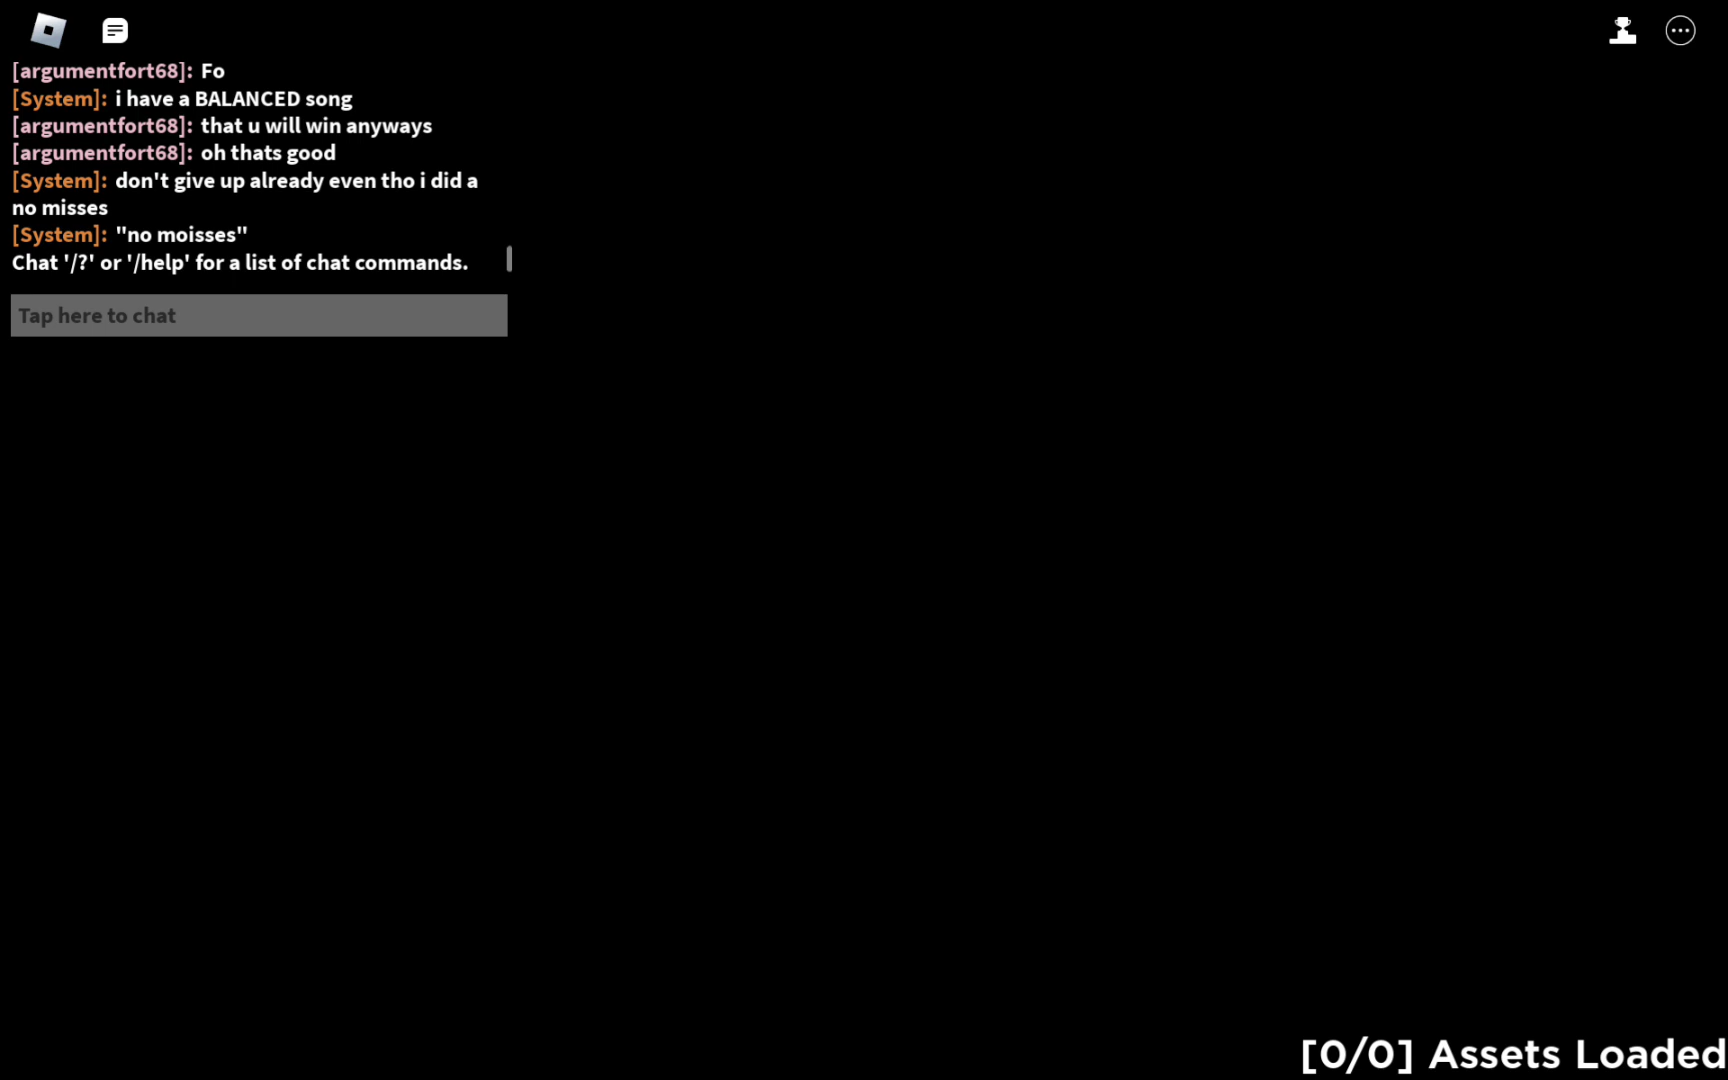 [argumentfort68]: Fo
[System]: i have a BALANCED song
[argumentfort68]: that u will win anyways
[argumentfort68]: oh thats good
[System]: don't give up already even tho i did a
no misses
[System]: "no moisses"
Chat '/?' or '/help' for a list of chat commands.
Tap here to chat
[0/0] Assets Loaded